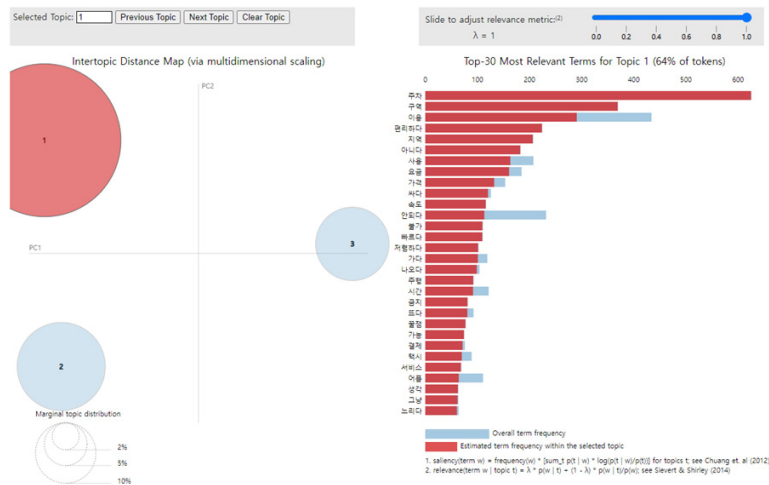 Selected Topic: 1 Previous Topic Next Topic Clear Topic
Slide to adjust relevance metric:(2)
λ = 1
0.0 0.2 0.4 0.6 0.8 1.0
Intertopic Distance Map (via multidimensional scaling)
PC2
PC1
1
3
2
Marginal topic distribution
2%
5%
10%
Top-30 Most Relevant Terms for Topic 1 (64% of tokens)
0 100 200 300 400 500 600
주차
구역
이용
편리하다
지역
아니다
사용
요금
가격
싸다
속도
안되다
불가
빠르다
저렴하다
가다
나오다
주행
시간
금지
뜨다
꿀잼
가능
결제
택시
서비스
어플
생각
그냥
느리다
Overall term frequency
Estimated term frequency within the selected topic
1. saliency(term w) = frequency(w) * [sum_t p(t | w) * log(p(t | w)/p(t))] for topics t; see Chuang et. al (2012)
2. relevance(term w | topic t) = λ * p(w | t) + (1 - λ) * p(w | t)/p(w); see Sievert & Shirley (2014)